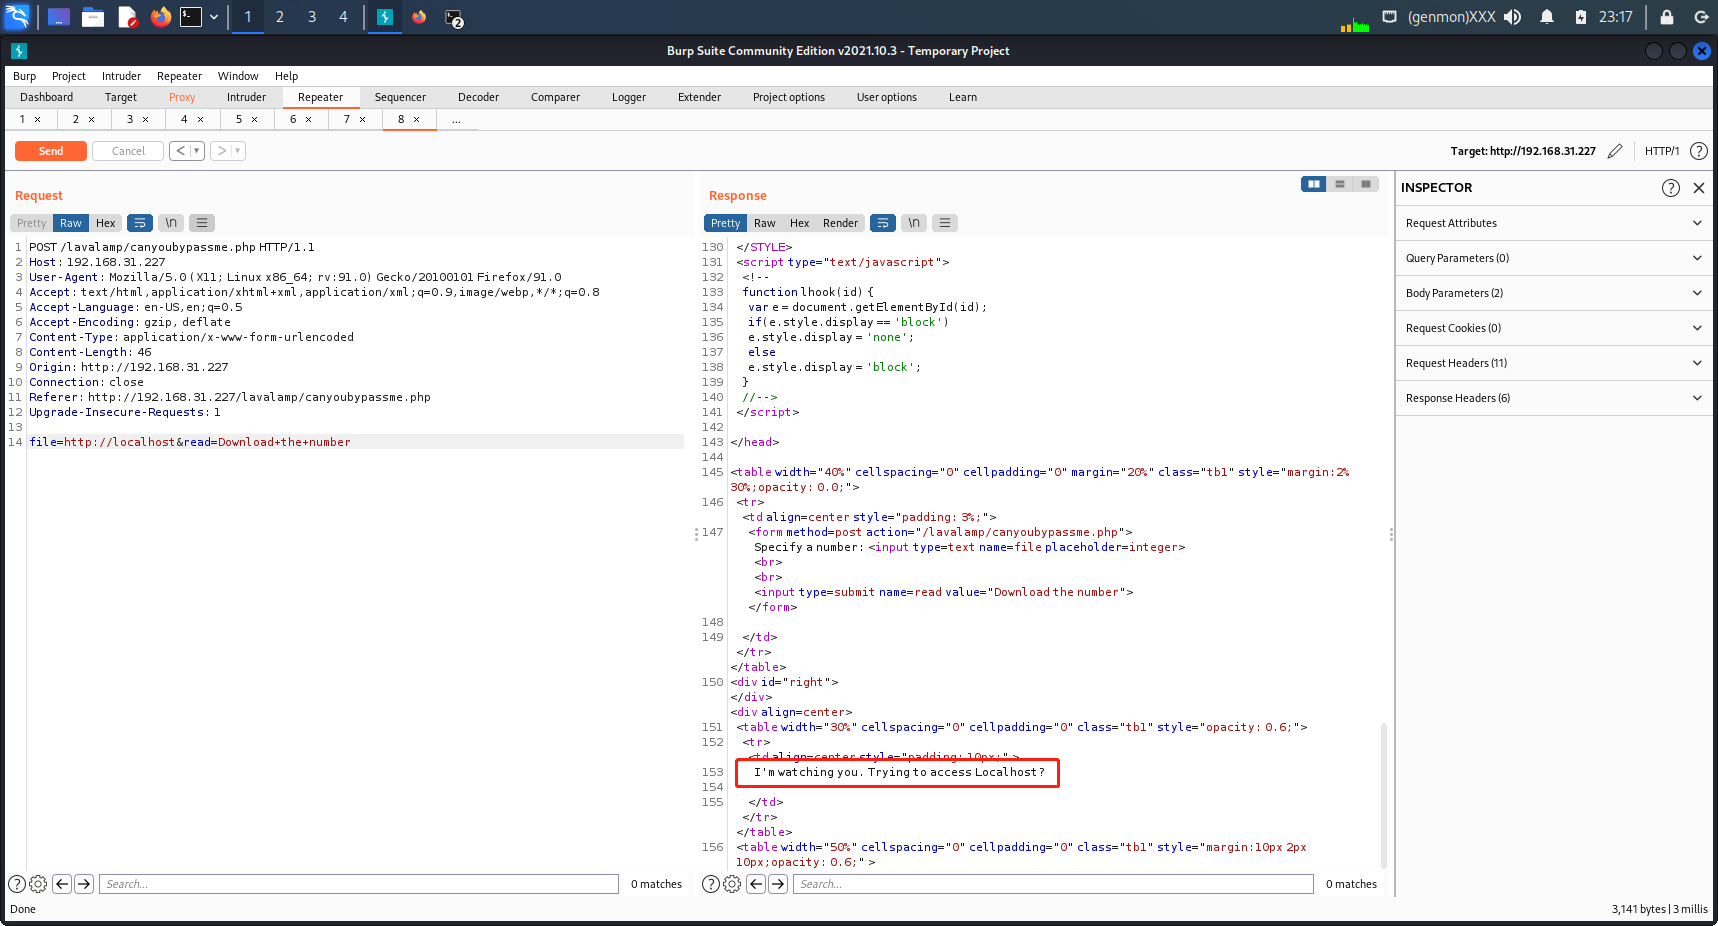 1 2 3 4 2 (genmon)XXX 23:17
Burp Suite Community Edition v2021.10.3 - Temporary Project
Burp Project Intruder Repeater Window Help
Dashboard Target Proxy Intruder Repeater Sequencer Decoder Comparer Logger Extender Project options User options Learn
1 × 2 × 3 × 4 × 5 × 6 × 7 × 8 × ...
Send Cancel < > Target: http://192.168.31.227 HTTP/1 ?
Request
Pretty Raw Hex \n
1 POST /lavalamp/canyoubypassme.php HTTP/1.1
2 Host: 192.168.31.227
3 User-Agent: Mozilla/5.0 (X11; Linux x86_64; rv:91.0) Gecko/20100101 Firefox/91.0
4 Accept: text/html,application/xhtml+xml,application/xml;q=0.9,image/webp,*/*;q=0.8
5 Accept-Language: en-US,en;q=0.5
6 Accept-Encoding: gzip, deflate
7 Content-Type: application/x-www-form-urlencoded
8 Content-Length: 46
9 Origin: http://192.168.31.227
10 Connection: close
11 Referer: http://192.168.31.227/lavalamp/canyoubypassme.php
12 Upgrade-Insecure-Requests: 1
13
14 file=http://localhost&read=Download+the+number
? Search... 0 matches
Response
Pretty Raw Hex Render \n
130 </STYLE>
131 <script type="text/javascript">
132 <!--
133 function lhook(id) {
134 var e = document.getElementById(id);
135 if(e.style.display == 'block')
136 e.style.display = 'none';
137 else
138 e.style.display = 'block';
139 }
140 //-->
141 </script>
142
143 </head>
144
145 <table width="40%" cellspacing="0" cellpadding="0" margin="20%" class="tb1" style="margin:2%
30%;opacity: 0.0;">
146 <tr>
<td align=center style="padding: 3%;">
147 <form method=post action="/lavalamp/canyoubypassme.php">
Specify a number: <input type=text name=file placeholder=integer>
<br>
<br>
<input type=submit name=read value="Download the number">
</form>
148
149 </td>
</tr>
</table>
150 <div id="right">
</div>
<div align=center>
151 <table width="30%" cellspacing="0" cellpadding="0" class="tb1" style="opacity: 0.6;">
152 <tr>
<td align=center style="padding: 10px;" >
153 I'm watching you. Trying to access Localhost ?
154
155 </td>
</tr>
</table>
156 <table width="50%" cellspacing="0" cellpadding="0" class="tb1" style="margin:10px 2px
10px;opacity: 0.6;" >
? Search... 0 matches
INSPECTOR ?
Request Attributes
Query Parameters (0)
Body Parameters (2)
Request Cookies (0)
Request Headers (11)
Response Headers (6)
Done 3,141 bytes | 3 millis